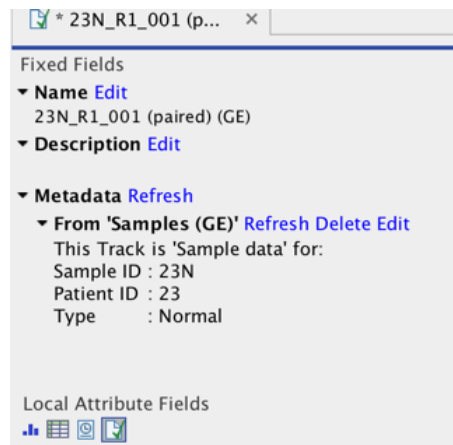 * 23N_R1_001 (p... ×
Fixed Fields
Name Edit
23N_R1_001 (paired) (GE)
Description Edit
Metadata Refresh
From 'Samples (GE)' Refresh Delete Edit
This Track is 'Sample data' for:
Sample ID : 23N
Patient ID : 23
Type : Normal
Local Attribute Fields